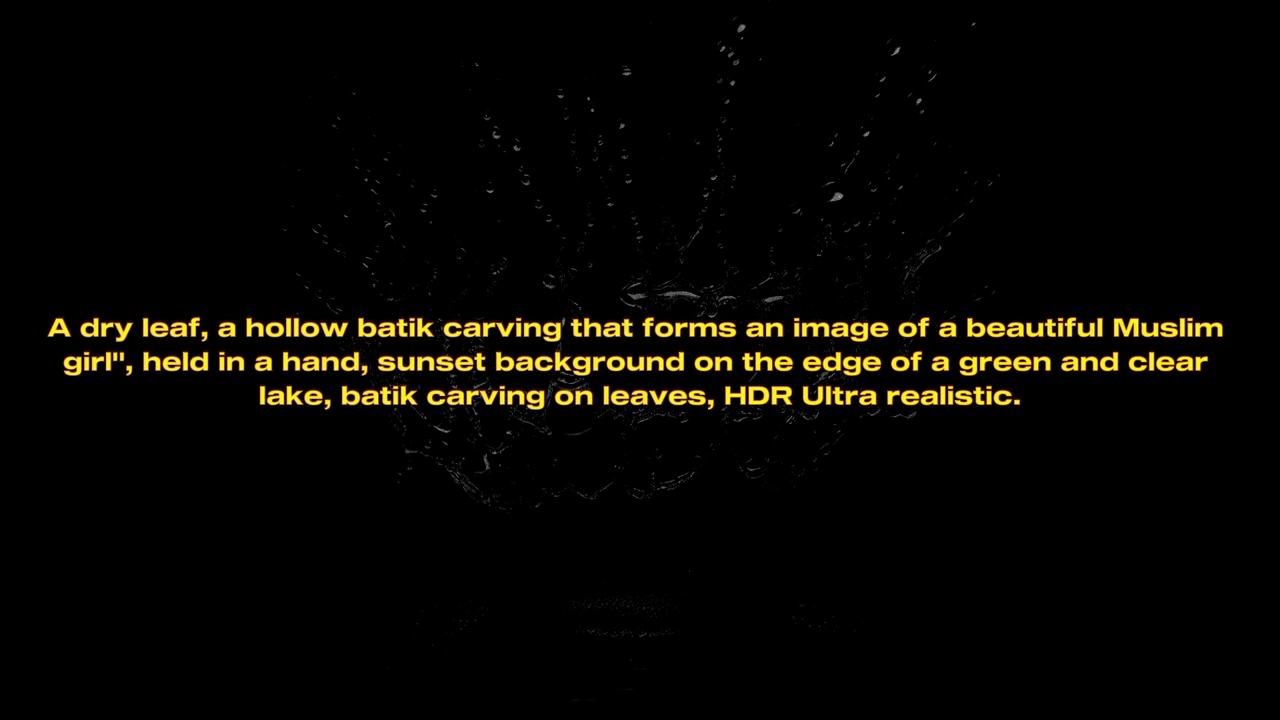 A dry leaf, a hollow batik carving that forms an image of a beautiful Muslim
girl", held in a hand, sunset background on the edge of a green and clear
lake, batik carving on leaves, HDR Ultra realistic.